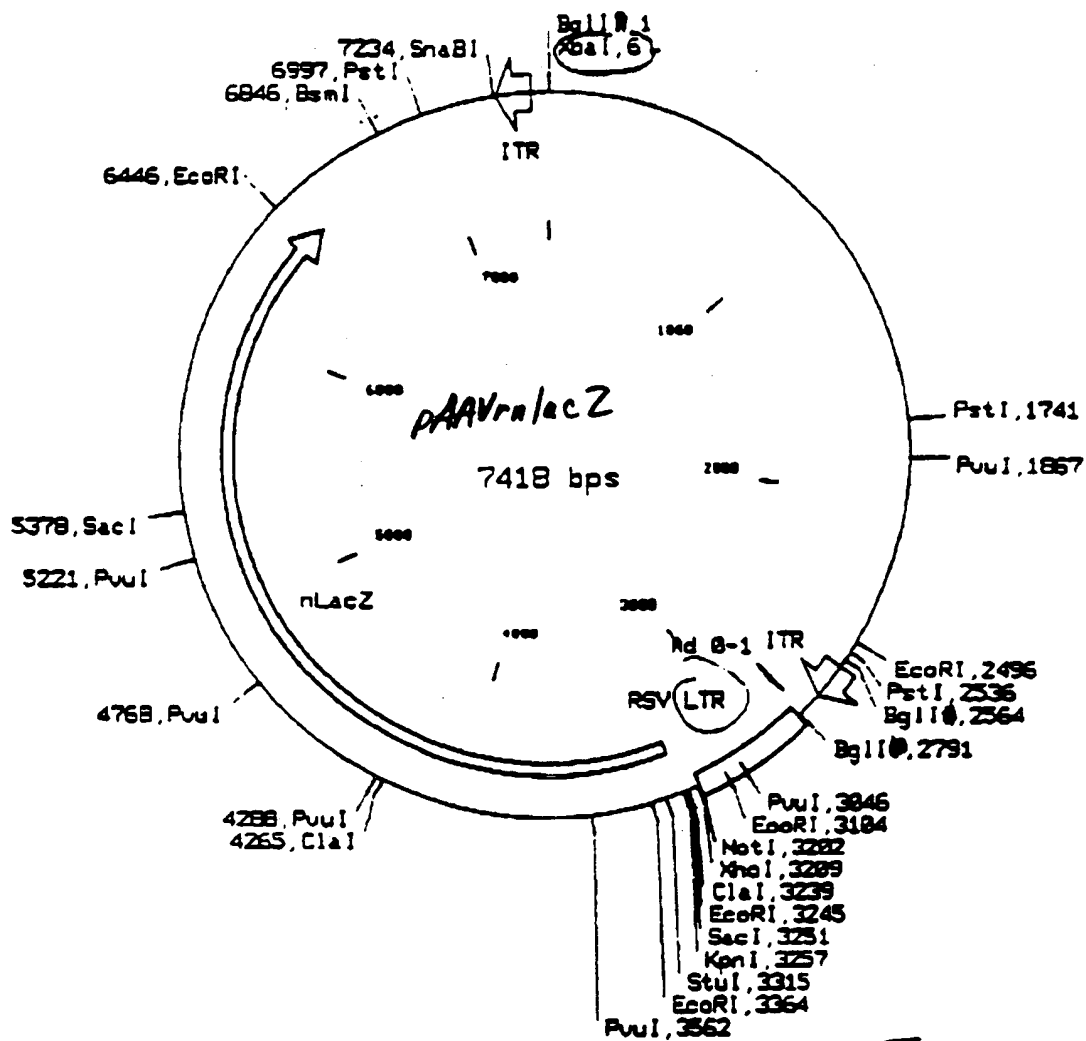 BglII, 1
XbaI, 6
7234, SnaBI
6997, PstI
6846, BsmI
ITR
6446, EcoRI
7000
1000
6000
pAAVrnlacZ
PstI, 1741
2000
PvuI, 1867
7418 bps
5378, SacI
5000
5221, PvuI
nLacZ
3000
4000
Ad 0-1
ITR
EcoRI, 2496
RSV LTR
PstI, 2536
4768, PvuI
BglII, 2564
BglII, 2791
PvuI, 3046
4288, PvuI
EcoRI, 3104
4265, ClaI
NotI, 3202
XhoI, 3209
ClaI, 3239
EcoRI, 3245
SacI, 3251
KpnI, 3257
StuI, 3315
EcoRI, 3364
PvuI, 3562